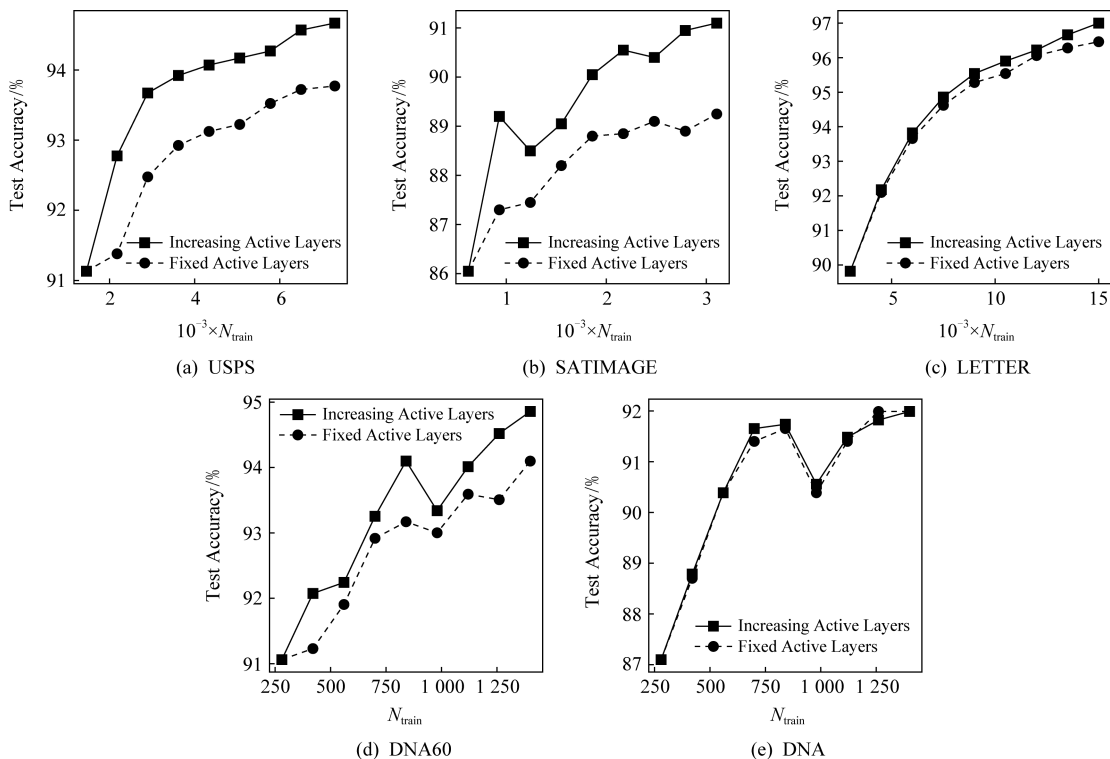 Test Accuracy/%
94
93
92
91
Increasing Active Layers
Fixed Active Layers
2
4
6
10⁻³×N_train
(a) USPS
Test Accuracy/%
91
90
89
88
87
86
Increasing Active Layers
Fixed Active Layers
1
2
3
10⁻³×N_train
(b) SATIMAGE
Test Accuracy/%
97
96
95
94
93
92
91
90
Increasing Active Layers
Fixed Active Layers
5
10
15
10⁻³×N_train
(c) LETTER
Test Accuracy/%
95
94
93
92
91
Increasing Active Layers
Fixed Active Layers
250
500
750
1 000
1 250
N_train
(d) DNA60
Test Accuracy/%
92
91
90
89
88
87
Increasing Active Layers
Fixed Active Layers
250
500
750
1 000
1 250
N_train
(e) DNA